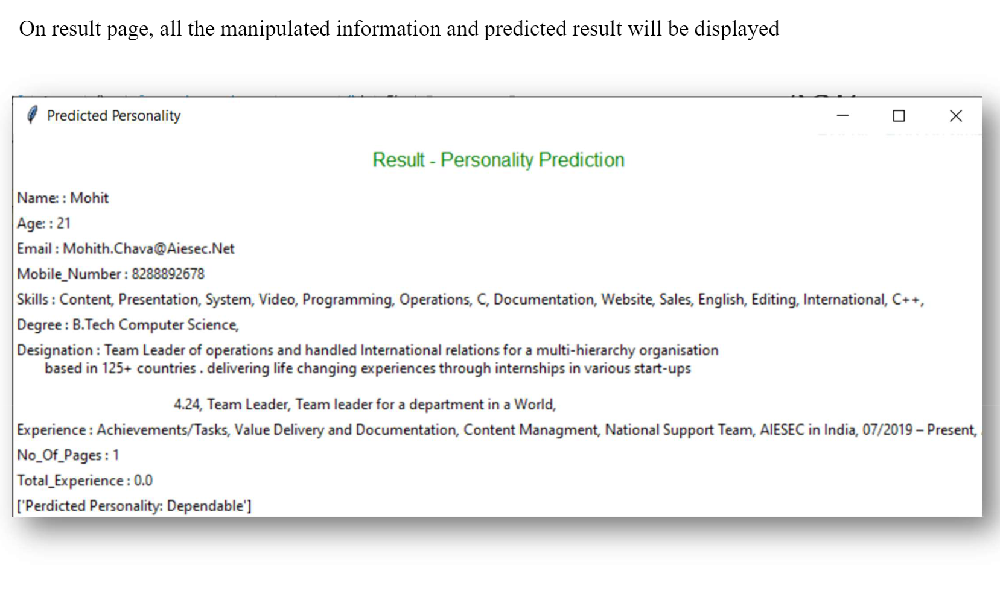 On result page, all the manipulated information and predicted result will be displayed
Predicted Personality
Result - Personality Prediction
Name: : Mohit
Age: : 21
Email : Mohith.Chava@Aiesec.Net
Mobile_Number : 8288892678
Skills : Content, Presentation, System, Video, Programming, Operations, C, Documentation, Website, Sales, English, Editing, International, C++,
Degree : B.Tech Computer Science,
Designation : Team Leader of operations and handled International relations for a multi-hierarchy organisation
based in 125+ countries . delivering life changing experiences through internships in various start-ups
4.24, Team Leader, Team leader for a department in a World,
Experience : Achievements/Tasks, Value Delivery and Documentation, Content Managment, National Support Team, AIESEC in India, 07/2019 – Present,
No_Of_Pages : 1
Total_Experience : 0.0
['Perdicted Personality: Dependable']